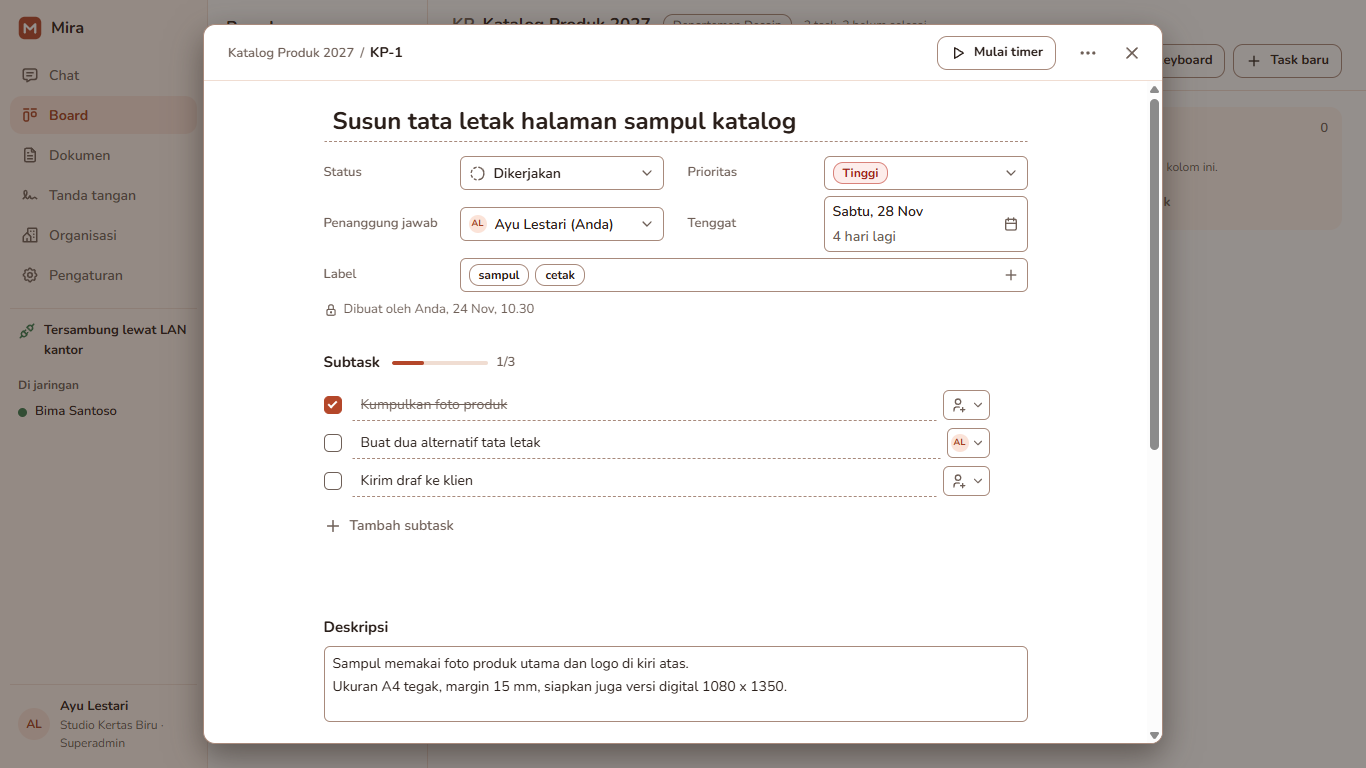 Mira
Chat
Board
Dokumen
Tanda tangan
Organisasi
Pengaturan
Tersambung lewat LAN
kantor
Di jaringan
Bima Santoso
AL
Ayu Lestari
Studio Kertas Biru ·
Superadmin
Task baru
0
kolom ini.
Katalog Produk 2027 / KP-1
Mulai timer
Susun tata letak halaman sampul katalog
Status
Dikerjakan
Prioritas
Tinggi
Penanggung jawab
AL Ayu Lestari (Anda)
Tenggat
Sabtu, 28 Nov
4 hari lagi
Label
sampul cetak
Dibuat oleh Anda, 24 Nov, 10.30
Subtask 1/3
Kumpulkan foto produk
Buat dua alternatif tata letak
AL
Kirim draf ke klien
Tambah subtask
Deskripsi
Sampul memakai foto produk utama dan logo di kiri atas.
Ukuran A4 tegak, margin 15 mm, siapkan juga versi digital 1080 x 1350.